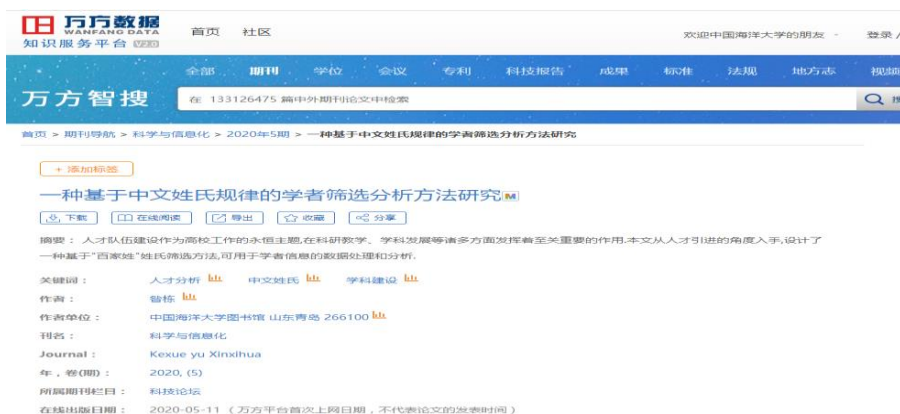 万方数据
WANFANG DATA
知识服务平台 V2.0
首页 社区
欢迎中国海洋大学的朋友
登录 /
全部 期刊 学位 会议 专利 科技报告 成果 标准 法规 地方志 视频
万方智搜
在 133126475 篇中外期刊论文中检索
首页 > 期刊导航 > 科学与信息化 > 2020年5期 > 一种基于中文姓氏规律的学者筛选分析方法研究
+ 添加标签
一种基于中文姓氏规律的学者筛选分析方法研究 M
下载 在线阅读 导出 收藏 分享
摘要： 人才队伍建设作为高校工作的永恒主题,在科研教学、学科发展等诸多方面发挥着至关重要的作用.本文从人才引进的角度入手,设计了
一种基于"百家姓"姓氏筛选方法,可用于学者信息的数据处理和分析.
关键词： 人才分析 中文姓氏 学科建设
作者： 昝栋
作者单位： 中国海洋大学图书馆 山东青岛 266100
刊名： 科学与信息化
Journal： Kexue yu Xinxihua
年，卷(期)： 2020, (5)
所属期刊栏目： 科技论坛
在线出版日期： 2020-05-11 （万方平台首次上网日期，不代表论文的发表时间）